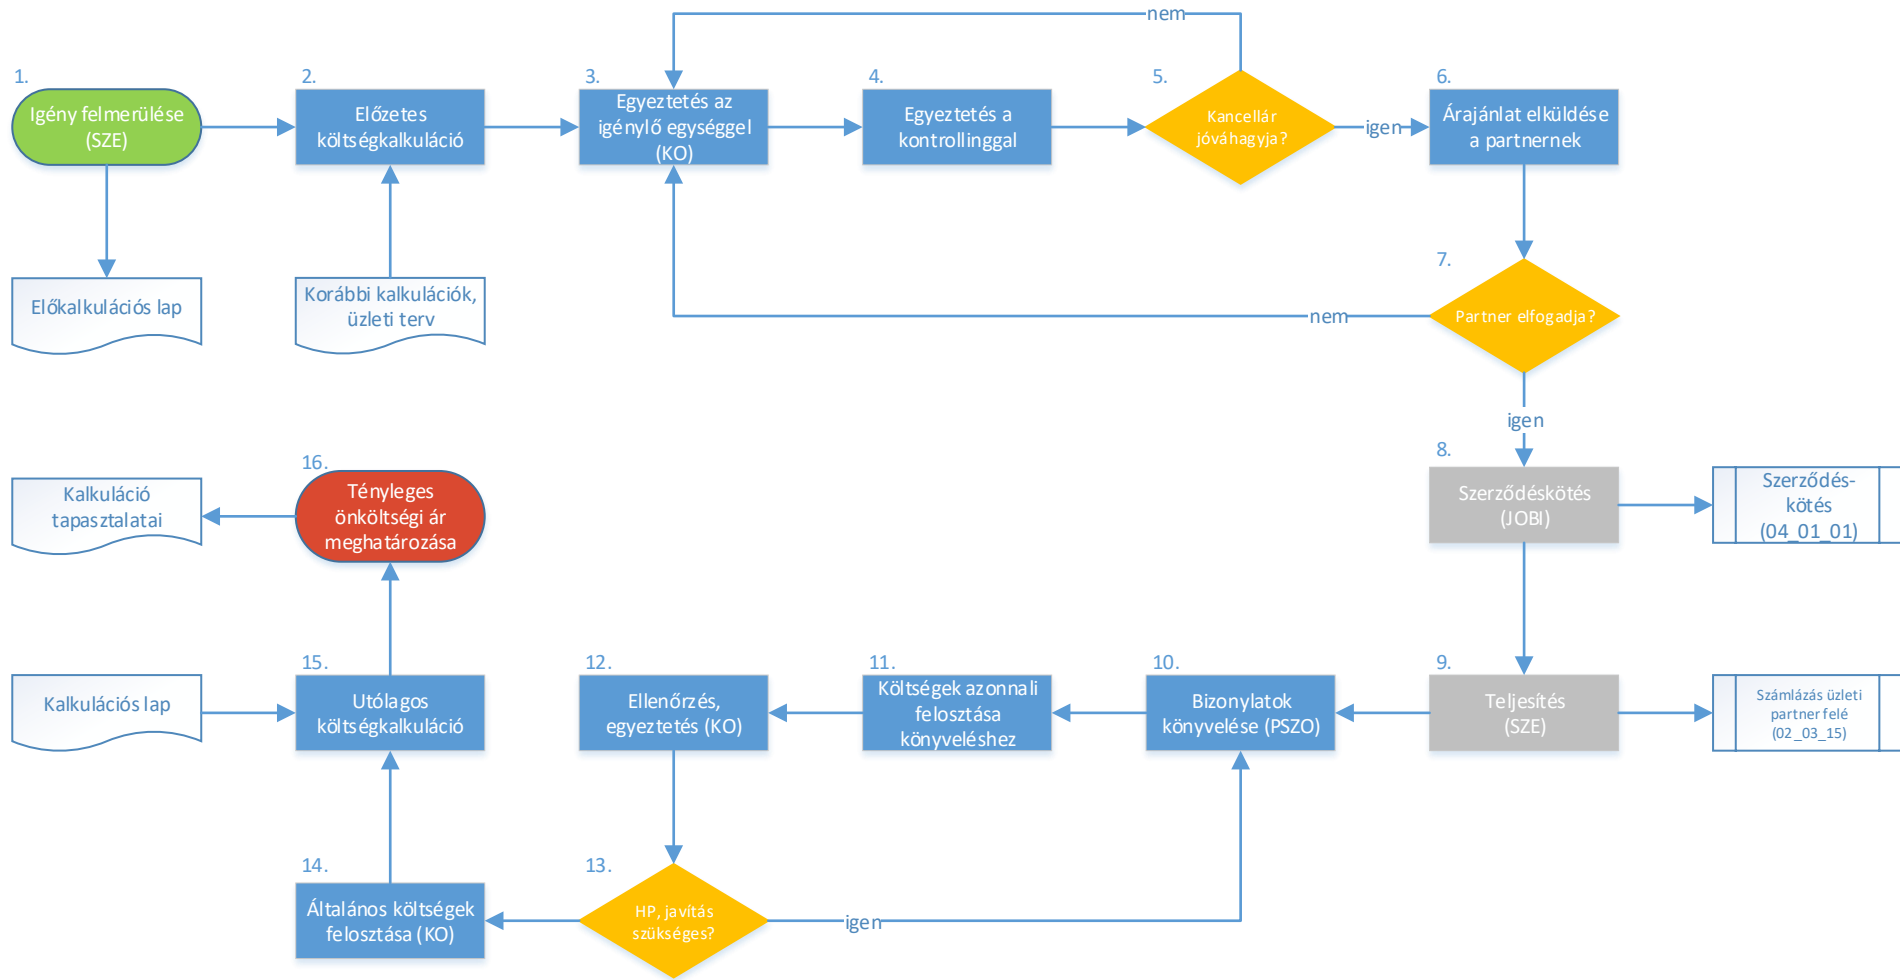 nem
1.
Igény felmerülése
(SZE)
2.
Előzetes
költségkalkuláció
3.
Egyeztetés az
igénylő egységgel
(KO)
4.
Egyeztetés a
kontrollinggal
5.
Kancellár
jóváhagyja?
igen
6.
Árajánlat elküldése
a partnernek
Előkalkulációs lap
Korábbi kalkulációk,
üzleti terv
7.
Partner elfogadja?
nem
igen
8.
Szerződéskötés
(JOBI)
Szerződés-
kötés
(04_01_01)
16.
Tényleges
önköltségi ár
meghatározása
Kalkuláció
tapasztalatai
9.
Teljesítés
(SZE)
Számlázás üzleti
partner felé
(02_03_15)
10.
Bizonylatok
könyvelése (PSZO)
11.
Költségek azonnali
felosztása
könyveléshez
12.
Ellenőrzés,
egyeztetés (KO)
15.
Utólagos
költségkalkuláció
Kalkulációs lap
13.
HP, javítás
szükséges?
igen
14.
Általános költségek
felosztása (KO)